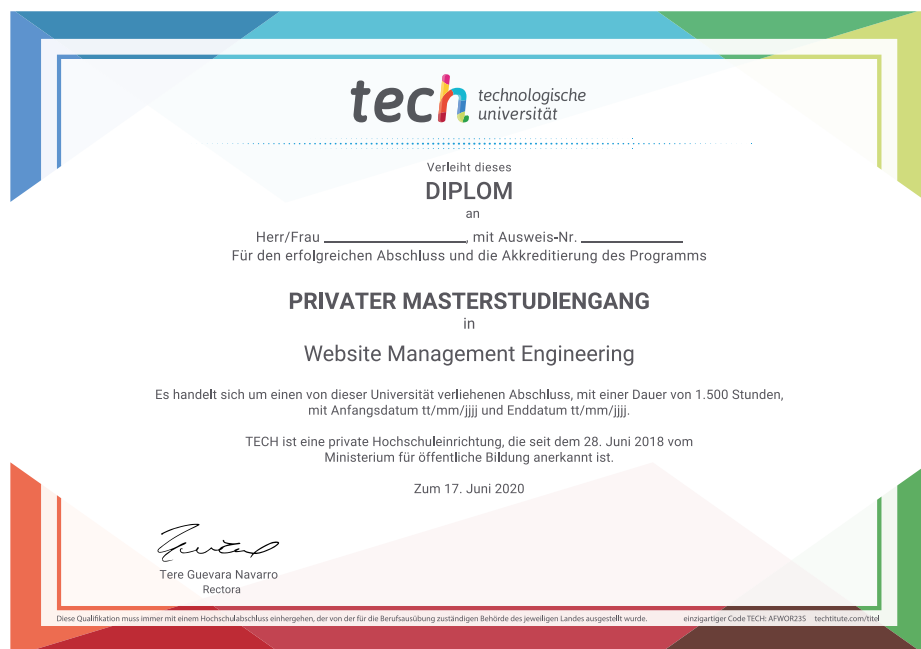 tech technologische
universität
Verleiht dieses
DIPLOM
an
Herr/Frau ____________________, mit Ausweis-Nr. _______________
Für den erfolgreichen Abschluss und die Akkreditierung des Programms
PRIVATER MASTERSTUDIENGANG
in
Website Management Engineering
Es handelt sich um einen von dieser Universität verliehenen Abschluss, mit einer Dauer von 1.500 Stunden,
mit Anfangsdatum tt/mm/jjjj und Enddatum tt/mm/jjjj.
TECH ist eine private Hochschuleinrichtung, die seit dem 28. Juni 2018 vom
Ministerium für öffentliche Bildung anerkannt ist.
Zum 17. Juni 2020
Tere Guevara Navarro
Rectora
Diese Qualifikation muss immer mit einem Hochschulabschluss einhergehen, der von der für die Berufsausübung zuständigen Behörde des jeweiligen Landes ausgestellt wurde. einzigartiger Code TECH: AFWOR23S techtitute.com/titel